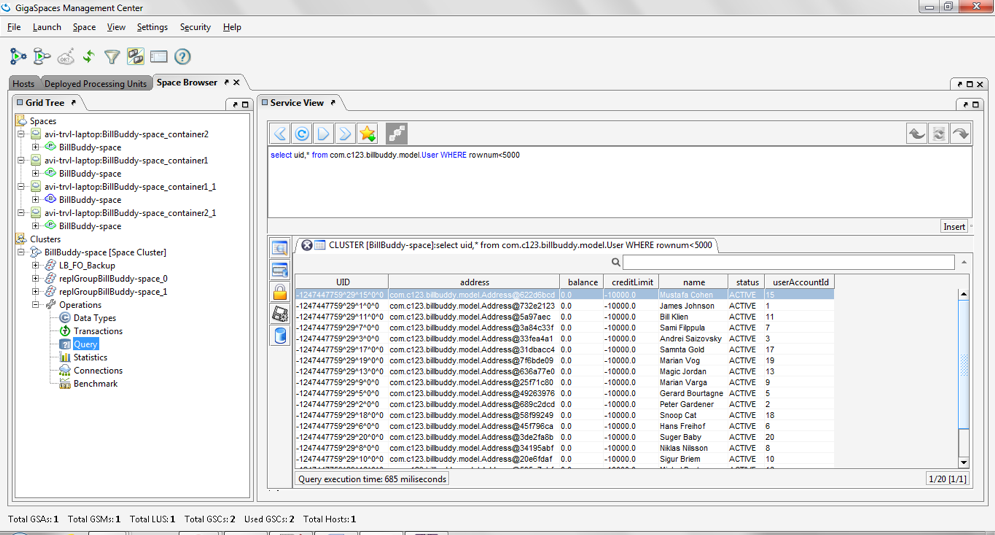 GigaSpaces Management Center
File Launch Space View Settings Security Help
Hosts Deployed Processing Units Space Browser
Grid Tree
Spaces
avi-trvl-laptop:BillBuddy-space_container2
BillBuddy-space
avi-trvl-laptop:BillBuddy-space_container1
BillBuddy-space
avi-trvl-laptop:BillBuddy-space_container1_1
BillBuddy-space
avi-trvl-laptop:BillBuddy-space_container2_1
BillBuddy-space
Clusters
BillBuddy-space [Space Cluster]
LB_FO_Backup
replGroupBillBuddy-space_0
replGroupBillBuddy-space_1
Operations
Data Types
Transactions
Query
Statistics
Connections
Benchmark
Service View
select uid,* from com.c123.billbuddy.model.User WHERE rownum<5000
Insert
CLUSTER [BillBuddy-space]:select uid,* from com.c123.billbuddy.model.User WHERE rownum<5000
UID address balance creditLimit name status userAccountId
-1247447759^29^15^0^0 com.c123.billbuddy.model.Address@622d6bcd 0.0 -10000.0 Mustafa Cohen ACTIVE 15
-1247447759^29^1^0^0 com.c123.billbuddy.model.Address@732e2123 0.0 -10000.0 James Johnson ACTIVE 1
-1247447759^29^11^0^0 com.c123.billbuddy.model.Address@5a97aec 0.0 -10000.0 Bill Klien ACTIVE 11
-1247447759^29^7^0^0 com.c123.billbuddy.model.Address@3a84c33f 0.0 -10000.0 Sami Filppula ACTIVE 7
-1247447759^29^3^0^0 com.c123.billbuddy.model.Address@33fea4a1 0.0 -10000.0 Andrei Saizovsky ACTIVE 3
-1247447759^29^17^0^0 com.c123.billbuddy.model.Address@31dbacc4 0.0 -10000.0 Samnta Gold ACTIVE 17
-1247447759^29^19^0^0 com.c123.billbuddy.model.Address@7f6bde09 0.0 -10000.0 Marian Vog ACTIVE 19
-1247447759^29^13^0^0 com.c123.billbuddy.model.Address@636a77e0 0.0 -10000.0 Magic Jordan ACTIVE 13
-1247447759^29^9^0^0 com.c123.billbuddy.model.Address@25f71c80 0.0 -10000.0 Marian Varga ACTIVE 9
-1247447759^29^5^0^0 com.c123.billbuddy.model.Address@49263976 0.0 -10000.0 Gerard Bourtagne ACTIVE 5
-1247447759^29^2^0^0 com.c123.billbuddy.model.Address@689c2dcd 0.0 -10000.0 Peter Gardener ACTIVE 2
-1247447759^29^18^0^0 com.c123.billbuddy.model.Address@58f99249 0.0 -10000.0 Snoop Cat ACTIVE 18
-1247447759^29^6^0^0 com.c123.billbuddy.model.Address@45f796ca 0.0 -10000.0 Hans Freihof ACTIVE 6
-1247447759^29^20^0^0 com.c123.billbuddy.model.Address@3de2fa8b 0.0 -10000.0 Suger Baby ACTIVE 20
-1247447759^29^8^0^0 com.c123.billbuddy.model.Address@34195abf 0.0 -10000.0 Niklas Nilsson ACTIVE 8
-1247447759^29^10^0^0 com.c123.billbuddy.model.Address@20e6fdaf 0.0 -10000.0 Sigur Briem ACTIVE 10
Query execution time: 685 miliseconds 1/20 [1/1]
Total GSAs: 1 Total GSMs: 1 Total LUS: 1 Total GSCs: 2 Used GSCs: 2 Total Hosts: 1